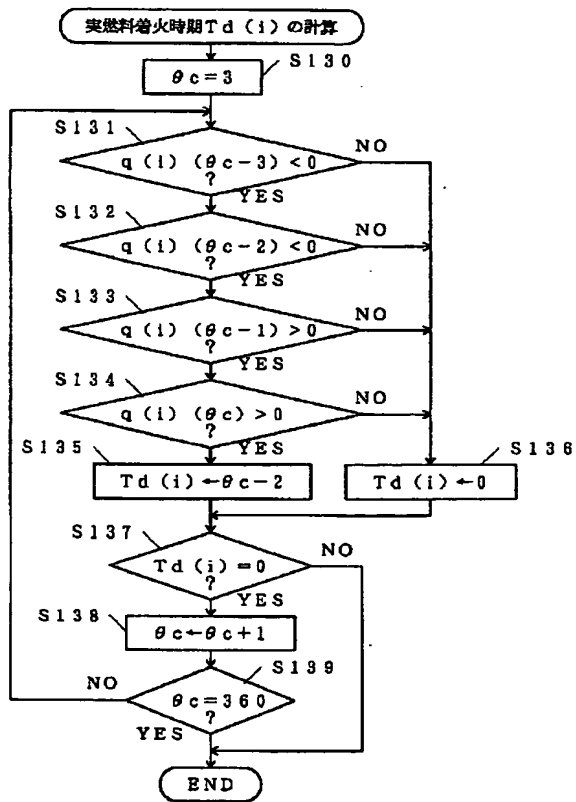 実燃料着火時期Td(i)の計算
S130
θc=3
S131
q(i)(θc-3)<0
?
NO
YES
S132
q(i)(θc-2)<0
?
NO
YES
S133
q(i)(θc-1)>0
?
NO
YES
S134
q(i)(θc)>0
?
NO
YES
S135
Td(i)←θc-2
S136
Td(i)←0
S137
Td(i)=0
?
NO
YES
S138
θc←θc+1
S139
θc=360
?
NO
YES
END